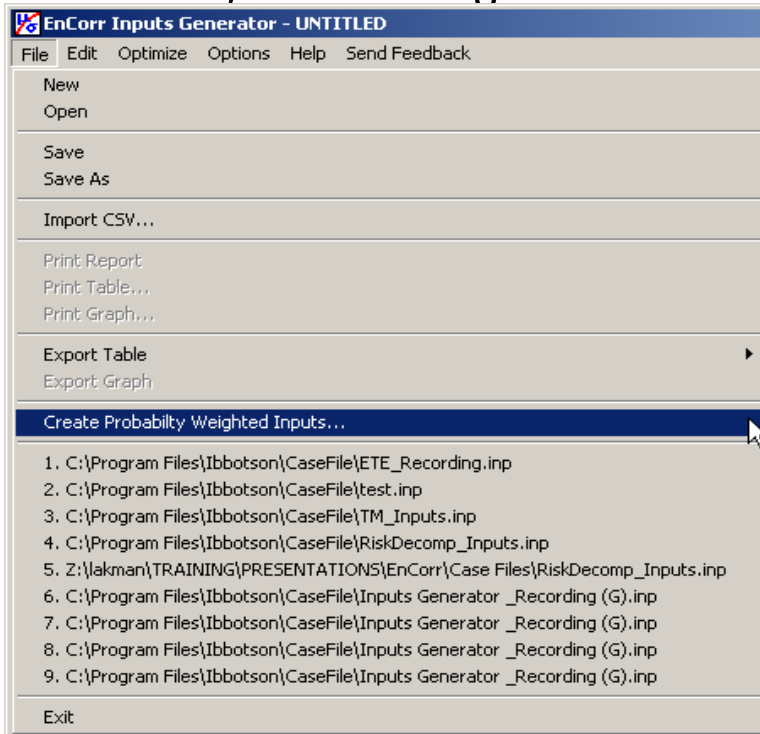 EnCorr Inputs Generator - UNTITLED
File Edit Optimize Options Help Send Feedback
New
Open
Save
Save As
Import CSV...
Print Report
Print Table...
Print Graph...
Export Table
Export Graph
Create Probabilty Weighted Inputs...
1. C:\Program Files\Ibbotson\CaseFile\ETE_Recording.inp
2. C:\Program Files\Ibbotson\CaseFile\test.inp
3. C:\Program Files\Ibbotson\CaseFile\TM_Inputs.inp
4. C:\Program Files\Ibbotson\CaseFile\RiskDecomp_Inputs.inp
5. Z:\lakman\TRAINING\PRESENTATIONS\EnCorr\Case Files\RiskDecomp_Inputs.inp
6. C:\Program Files\Ibbotson\CaseFile\Inputs Generator _Recording (G).inp
7. C:\Program Files\Ibbotson\CaseFile\Inputs Generator _Recording (G).inp
8. C:\Program Files\Ibbotson\CaseFile\Inputs Generator _Recording (G).inp
9. C:\Program Files\Ibbotson\CaseFile\Inputs Generator _Recording (G).inp
Exit